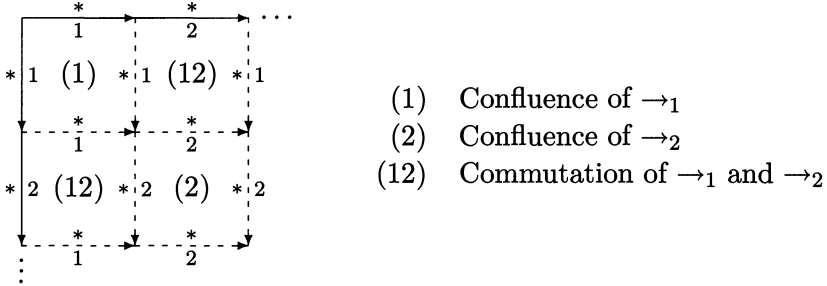 * * ...
1 2
* 1 (1) * 1 (12) * 1
* *
1 2
* 2 (12) * 2 (2) * 2
* *
1 2
⋮
(1) Confluence of →₁
(2) Confluence of →₂
(12) Commutation of →₁ and →₂